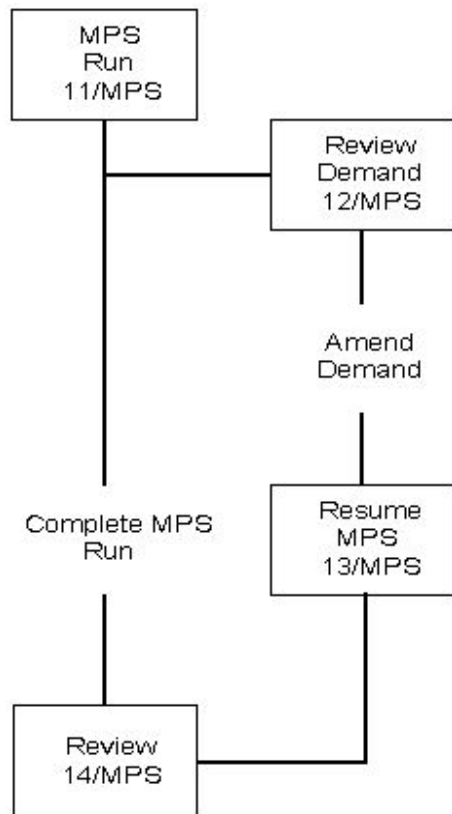 MPS
Run
11/MPS
Review
Demand
12/MPS
Amend
Demand
Complete MPS
Run
Resume
MPS
13/MPS
Review
14/MPS